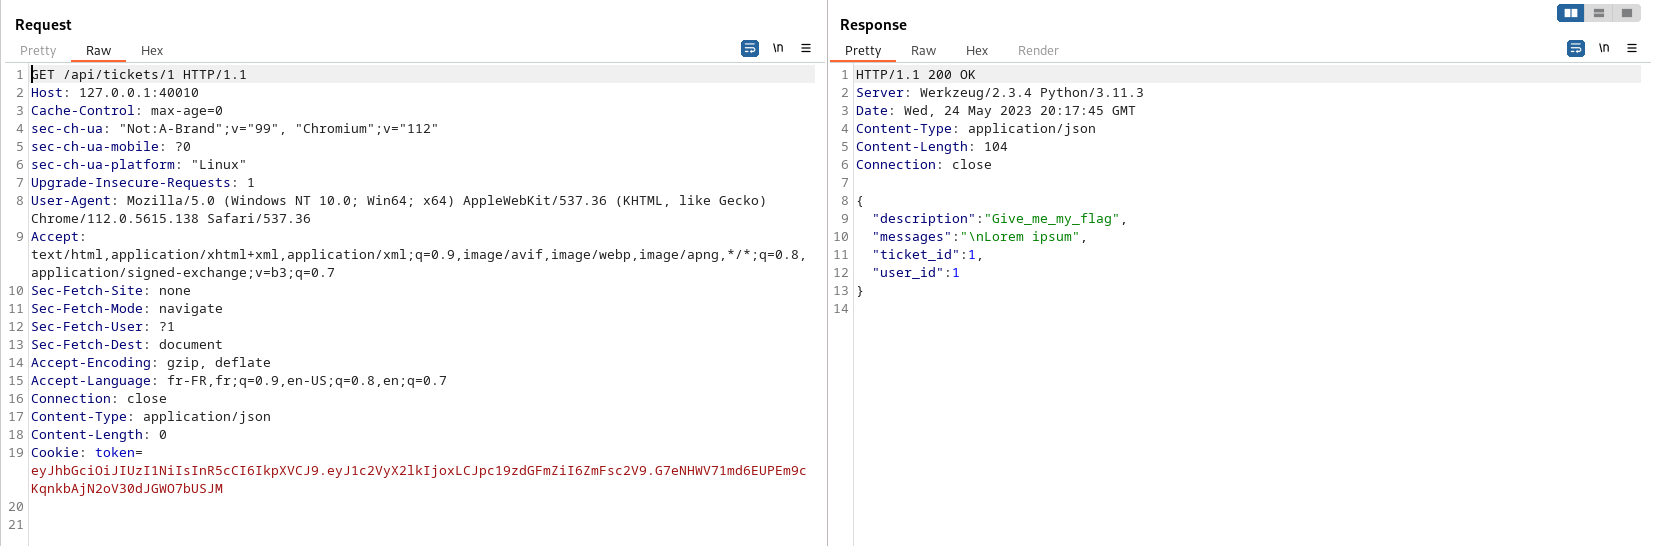 Request
Pretty Raw Hex
\n
1 GET /api/tickets/1 HTTP/1.1
2 Host: 127.0.0.1:40010
3 Cache-Control: max-age=0
4 sec-ch-ua: "Not:A-Brand";v="99", "Chromium";v="112"
5 sec-ch-ua-mobile: ?0
6 sec-ch-ua-platform: "Linux"
7 Upgrade-Insecure-Requests: 1
8 User-Agent: Mozilla/5.0 (Windows NT 10.0; Win64; x64) AppleWebKit/537.36 (KHTML, like Gecko)
Chrome/112.0.5615.138 Safari/537.36
9 Accept:
text/html,application/xhtml+xml,application/xml;q=0.9,image/avif,image/webp,image/apng,*/*;q=0.8,
application/signed-exchange;v=b3;q=0.7
10 Sec-Fetch-Site: none
11 Sec-Fetch-Mode: navigate
12 Sec-Fetch-User: ?1
13 Sec-Fetch-Dest: document
14 Accept-Encoding: gzip, deflate
15 Accept-Language: fr-FR,fr;q=0.9,en-US;q=0.8,en;q=0.7
16 Connection: close
17 Content-Type: application/json
18 Content-Length: 0
19 Cookie: token=
eyJhbGciOiJIUzI1NiIsInR5cCI6IkpXVCJ9.eyJ1c2VyX2lkIjoxLCJpc19zdGFmZiI6ZmFsc2V9.G7eNHWV71md6EUPEm9c
KqnkbAjN2oV30dJGWO7bUSJM
20
21
Response
Pretty Raw Hex Render
\n
1 HTTP/1.1 200 OK
2 Server: Werkzeug/2.3.4 Python/3.11.3
3 Date: Wed, 24 May 2023 20:17:45 GMT
4 Content-Type: application/json
5 Content-Length: 104
6 Connection: close
7
8 {
9 "description":"Give_me_my_flag",
10 "messages":"\nLorem ipsum",
11 "ticket_id":1,
12 "user_id":1
13 }
14